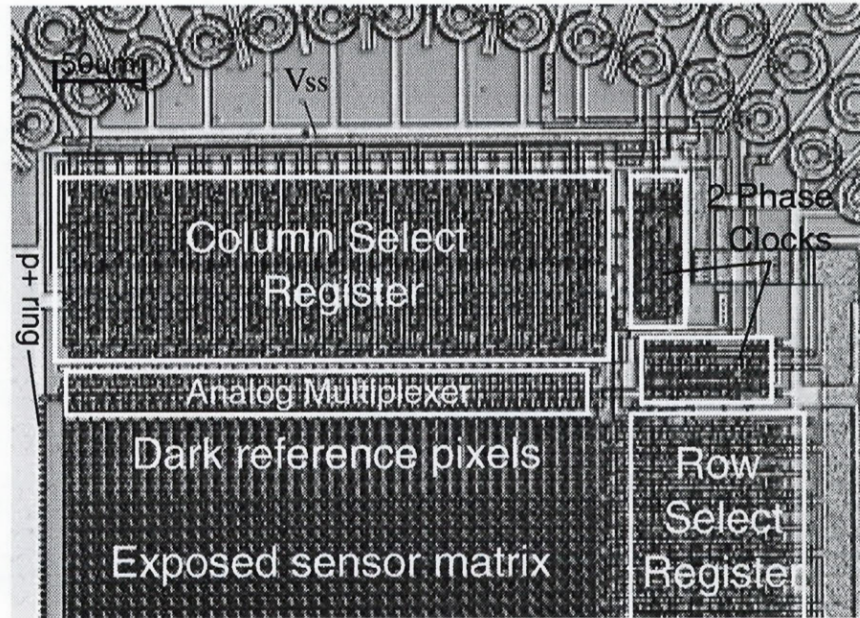 50um
Vss
2 Phase
Clocks
Column Select
Register
p+ ring
Analog Multiplexer
Dark reference pixels
Row
Select
Register
Exposed sensor matrix